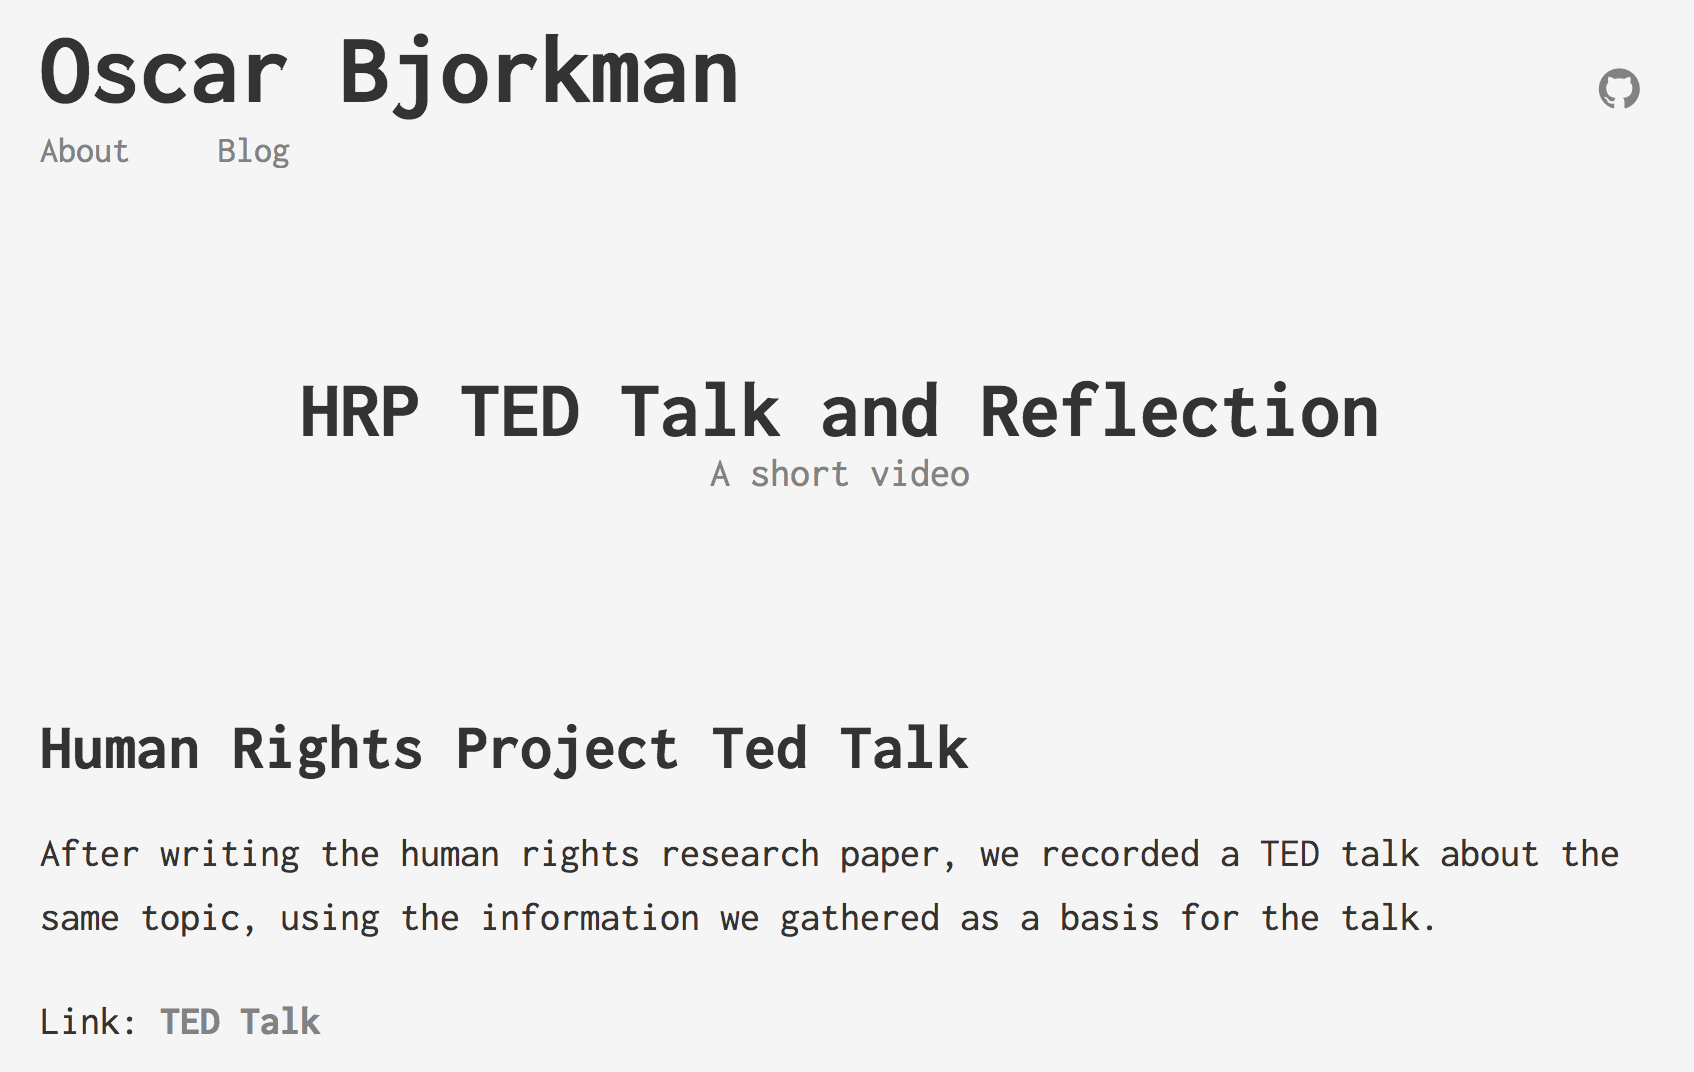 Oscar Bjorkman
About Blog
HRP TED Talk and Reflection
A short video
Human Rights Project Ted Talk
After writing the human rights research paper, we recorded a TED talk about the
same topic, using the information we gathered as a basis for the talk.
Link: TED Talk